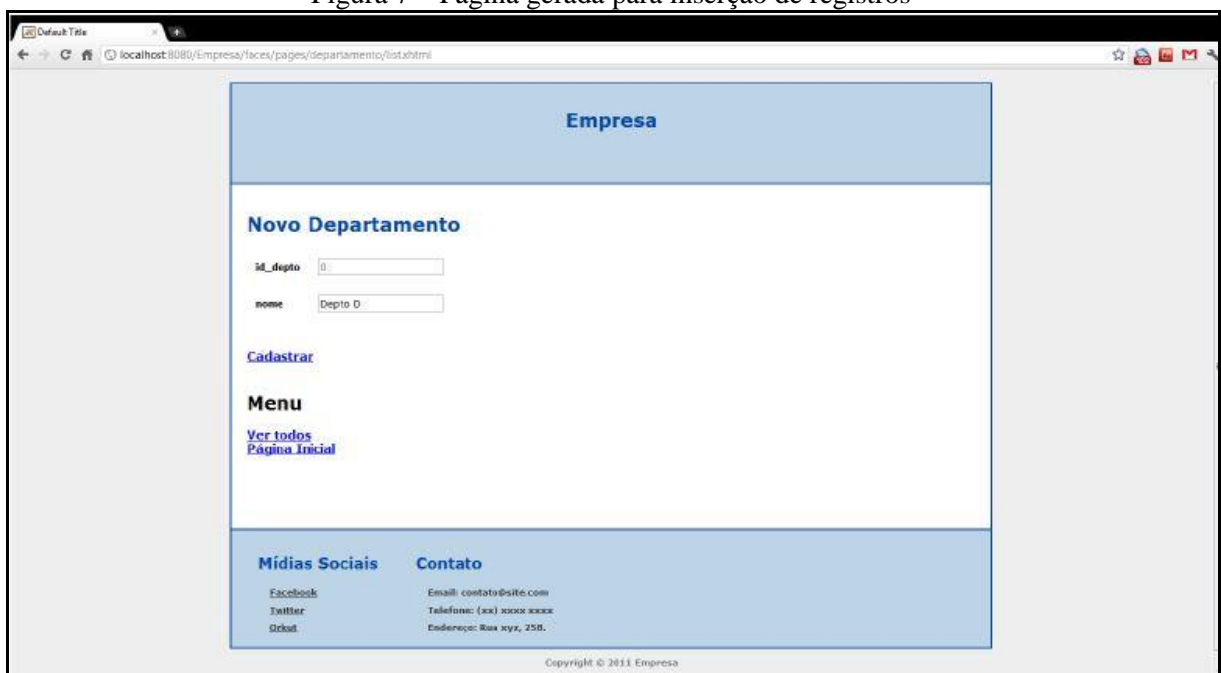 Figura 7 – Página gerada para inserção de registros
Default Title
localhost:8080/Empresa/faces/pages/departamento/list.xhtml
Empresa
Novo Departamento
id_depto 0
nome Depto D
Cadastrar
Menu
Ver todos
Página Inicial
Mídias Sociais Contato
Facebook Email: contato@site.com
Twitter Telefone: (xx) xxxx xxxx
Orkut Endereço: Rua xyz, 250.
Copyright © 2011 Empresa